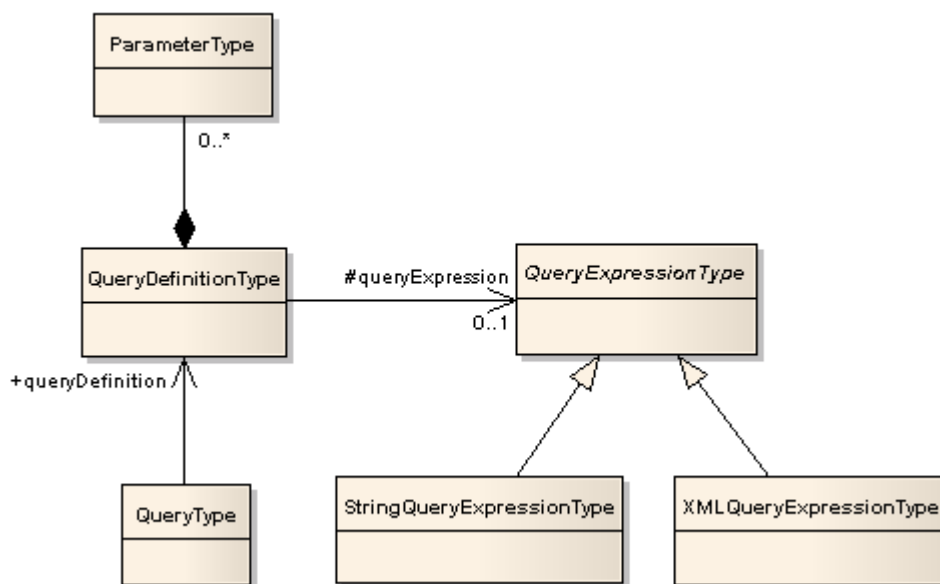 ParameterType
0..*
QueryDefinitionType
#queryExpression
0..1
QueryExpressionType
+queryDefinition
QueryType
StringQueryExpressionType
XMLQueryExpressionType